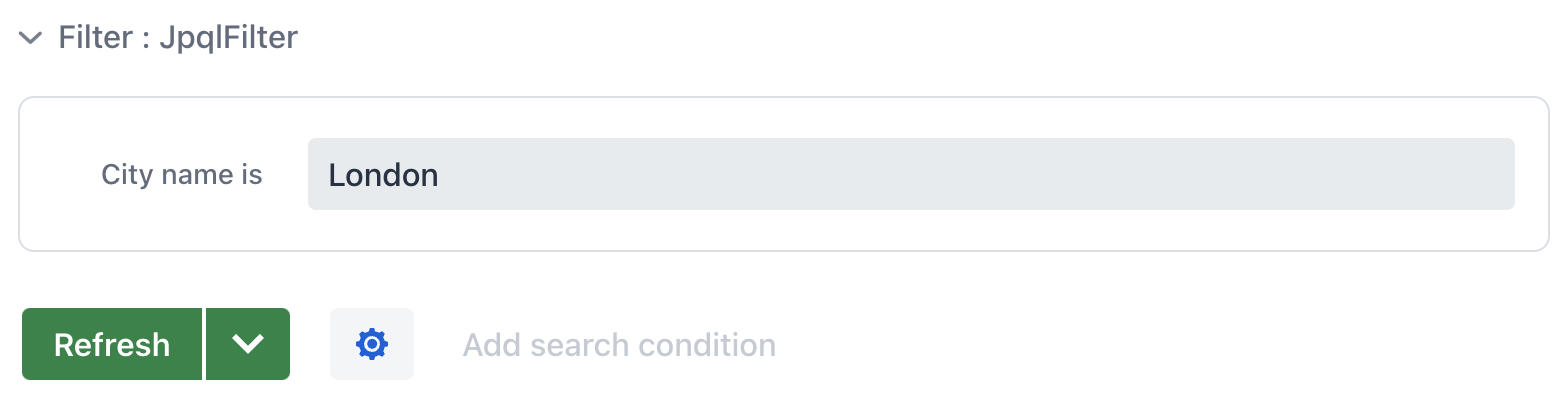 Filter : JpqlFilter
City name is London
Refresh Add search condition